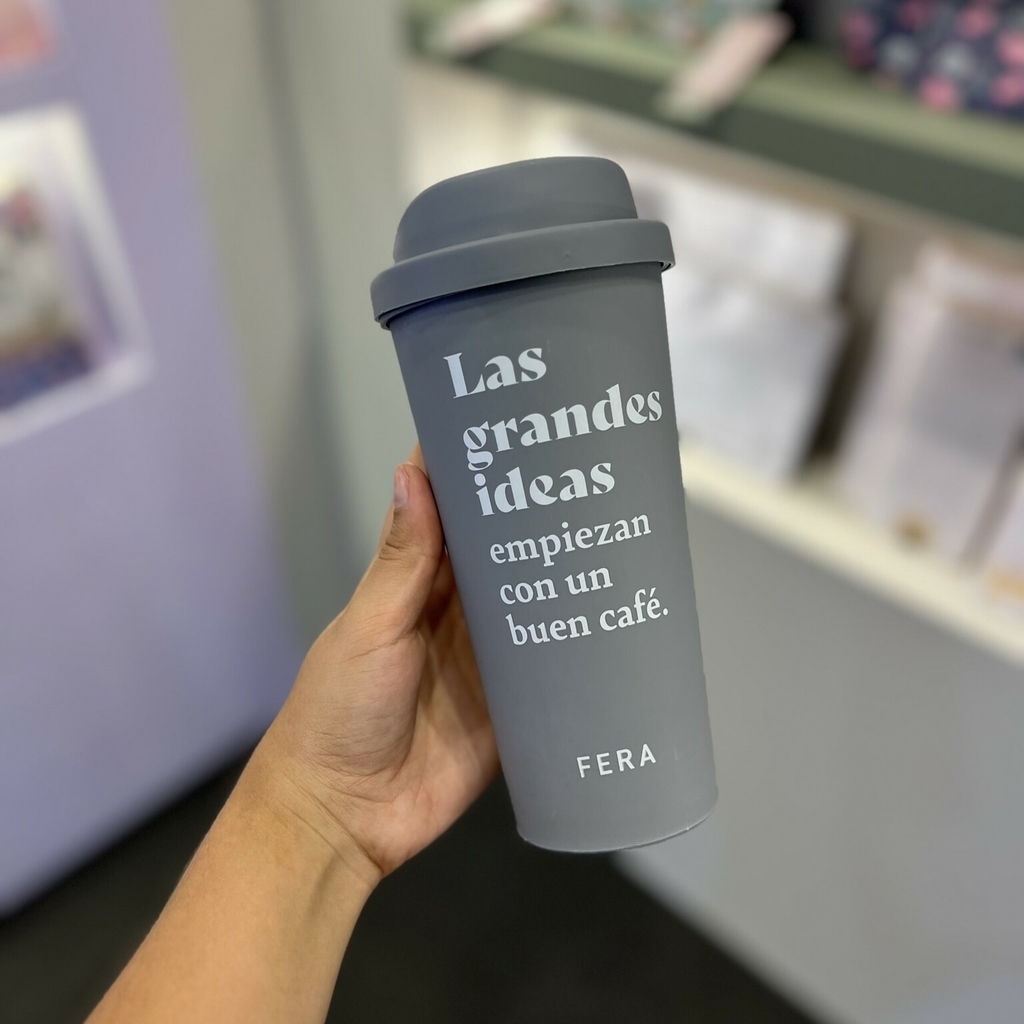 Las
grandes
ideas
empiezan
con un
buen café.
FERA